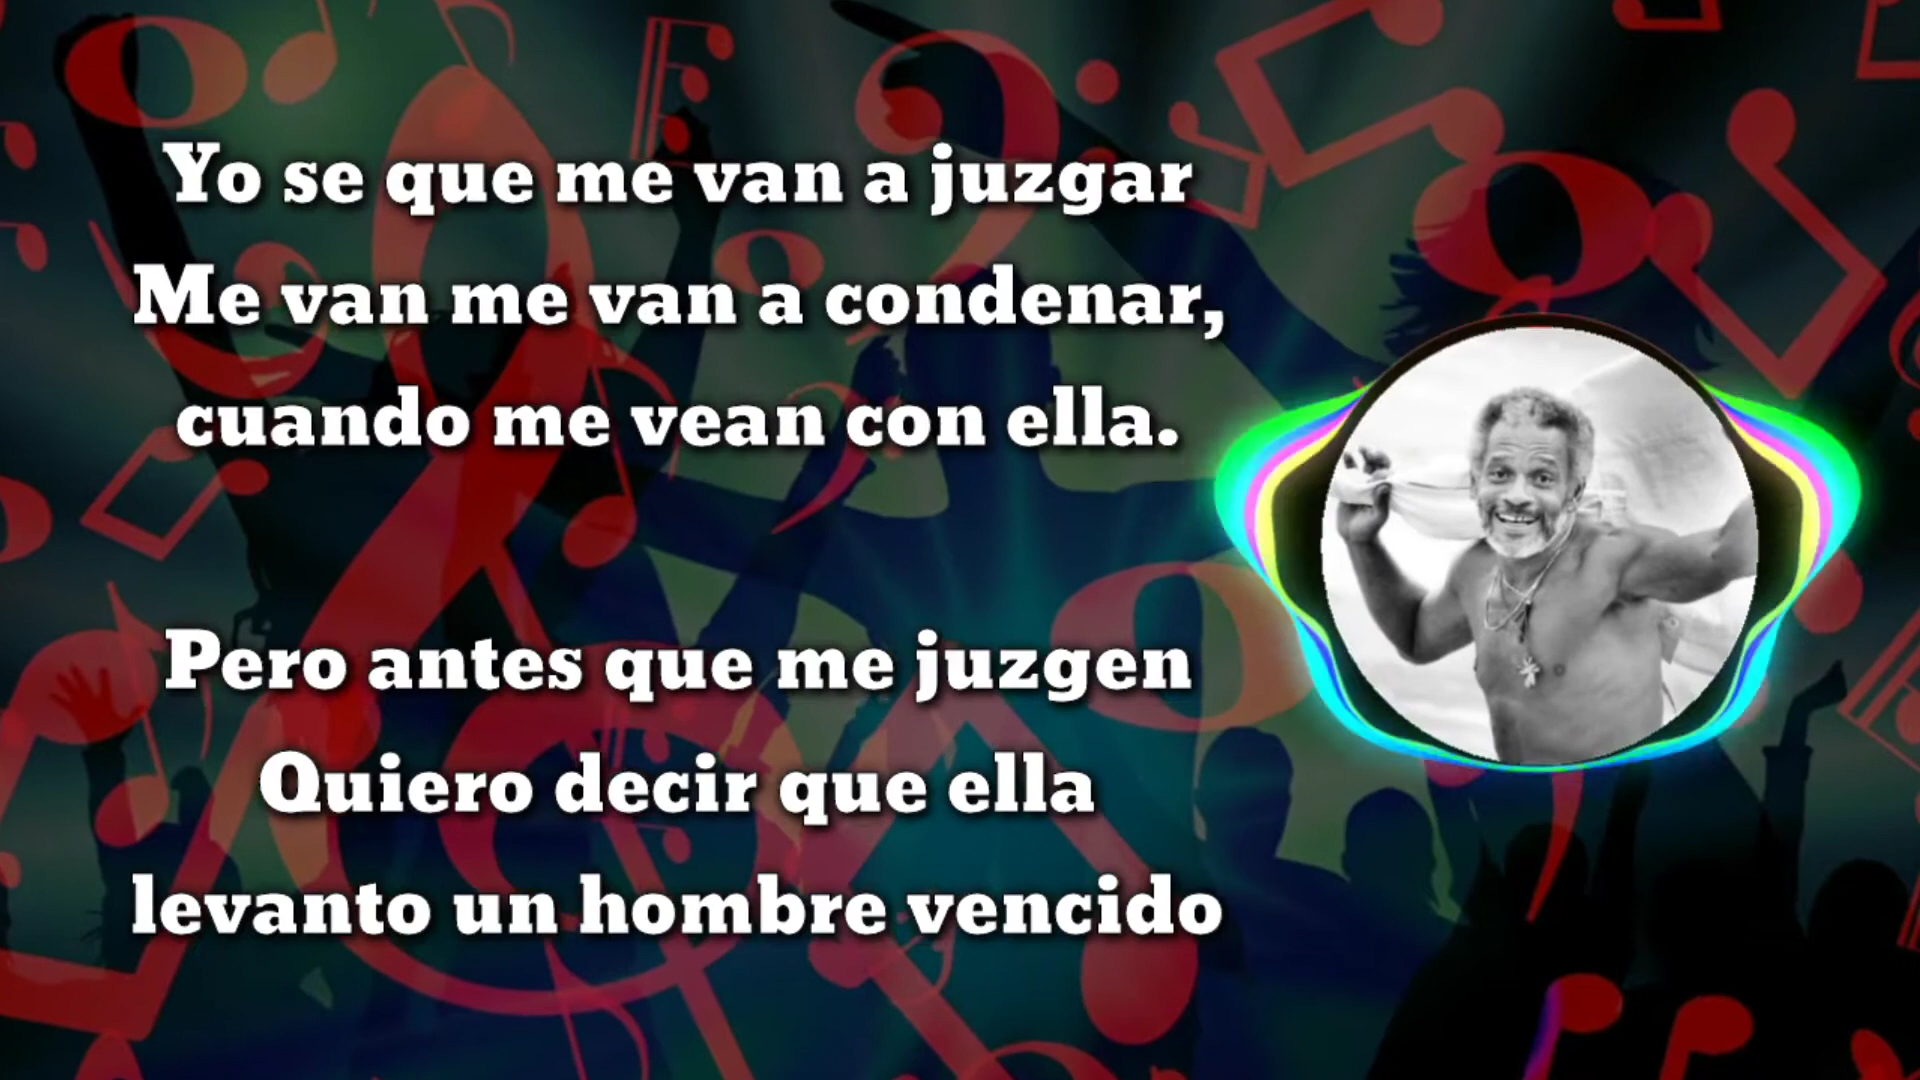 Yo se que me van a juzgar
Me van me van a condenar,
cuando me vean con ella.
Pero antes que me juzgen
Quiero decir que ella
levanto un hombre vencido